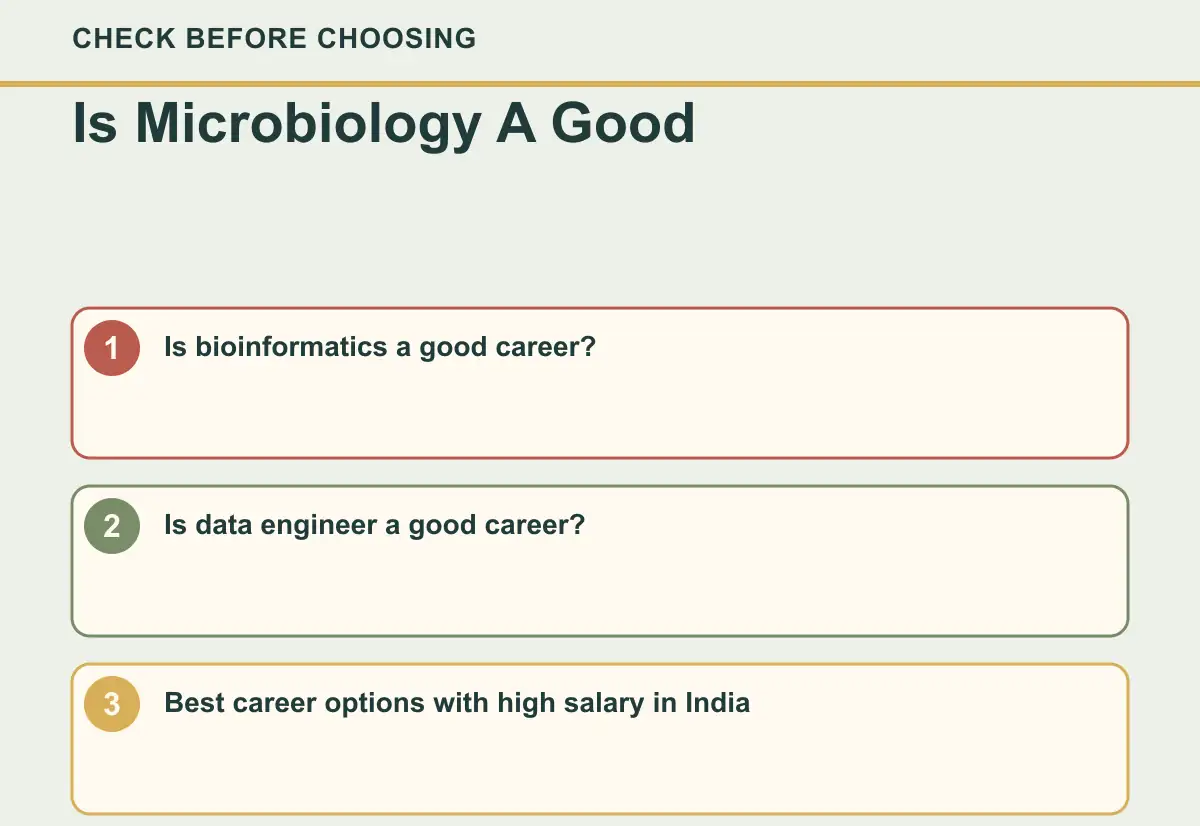 CHECK BEFORE CHOOSING
Is Microbiology A Good
1 Is bioinformatics a good career?
2 Is data engineer a good career?
3 Best career options with high salary in India